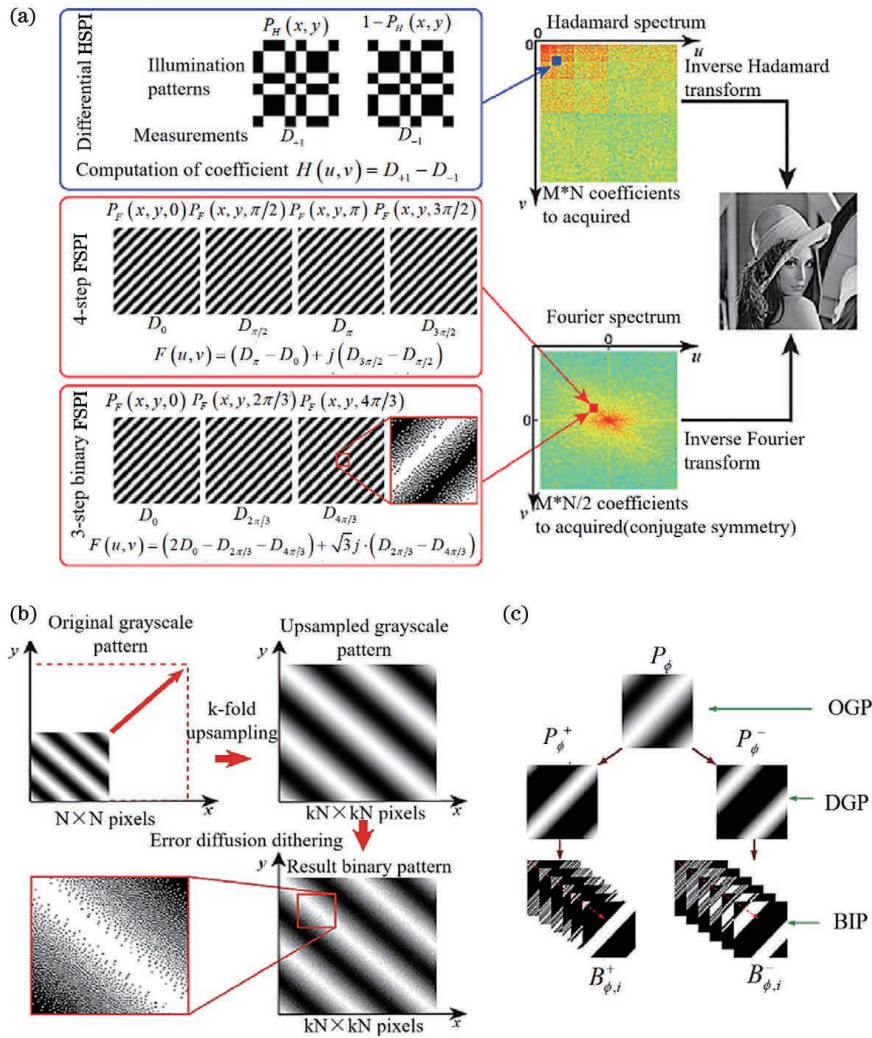 (a)
Differential HSPI
P_H(x,y) 1−P_H(x,y)
Illumination
patterns
Measurements D_{+1} D_{−1}
Computation of coefficient H(u,v) = D_{+1} − D_{−1}
4-step FSPI
P_F(x,y,0) P_F(x,y,π/2) P_F(x,y,π) P_F(x,y,3π/2)
D_0 D_{π/2} D_π D_{3π/2}
F(u,v) = (D_π − D_0) + j(D_{3π/2} − D_{π/2})
3-step binary FSPI
P_F(x,y,0) P_F(x,y,2π/3) P_F(x,y,4π/3)
D_0 D_{2π/3} D_{4π/3}
F(u,v) = (2D_0 − D_{2π/3} − D_{4π/3}) + √3j·(D_{2π/3} − D_{4π/3})
Hadamard spectrum
0 u
0
v
M*N coefficients
to acquired
Inverse Hadamard
transform
Fourier spectrum
0 u
0
v
M*N/2 coefficients
to acquired(conjugate symmetry)
Inverse Fourier
transform
(b)
Original grayscale
pattern
y
x
N×N pixels
k-fold
upsampling
Upsampled grayscale
pattern
y
x
kN×kN pixels
Error diffusion dithering
Result binary pattern
y
x
kN×kN pixels
(c)
P_ϕ
OGP
P_ϕ^+ P_ϕ^−
DGP
BIP
B_{ϕ,i}^+ B_{ϕ,i}^−